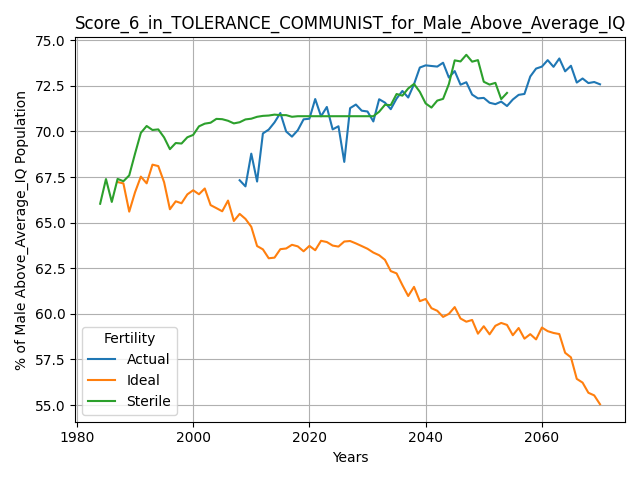 Score_6_in_TOLERANCE_COMMUNIST_for_Male_Above_Average_IQ
% of Male Above_Average_IQ Population
75.0
72.5
70.0
67.5
65.0
62.5
60.0
57.5
55.0
Fertility
Actual
Ideal
Sterile
1980
2000
2020
2040
2060
Years